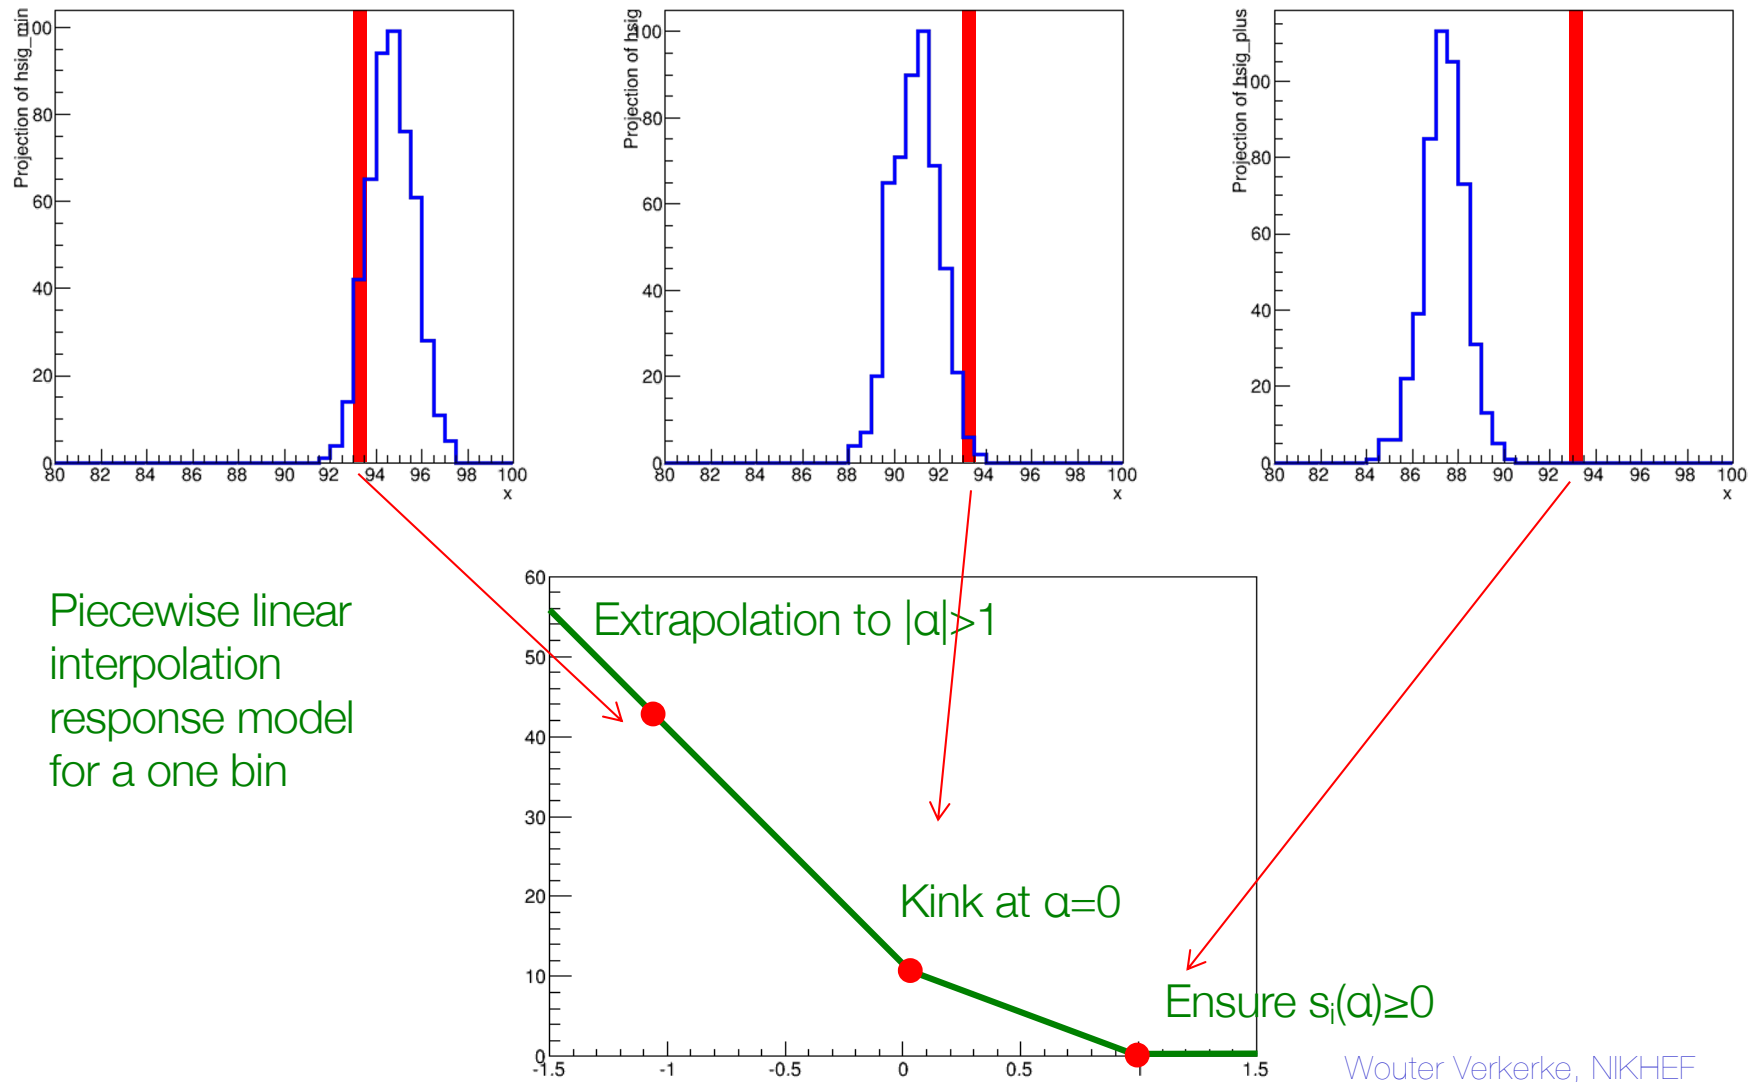 Projection of hsig_min
100
80
60
40
20
0
80 82 84 86 88 90 92 94 96 98 100
x
Projection of hsig
100
80
60
40
20
0
80 82 84 86 88 90 92 94 96 98 100
x
Projection of hsig_plus
100
80
60
40
20
0
80 82 84 86 88 90 92 94 96 98 100
x
Piecewise linear
interpolation
response model
for a one bin
60
50
40
30
20
10
0
-1.5 -1 -0.5 0 0.5 1.5
Extrapolation to |α|>1
Kink at α=0
Ensure sᵢ(α)≥0
Wouter Verkerke, NIKHEF